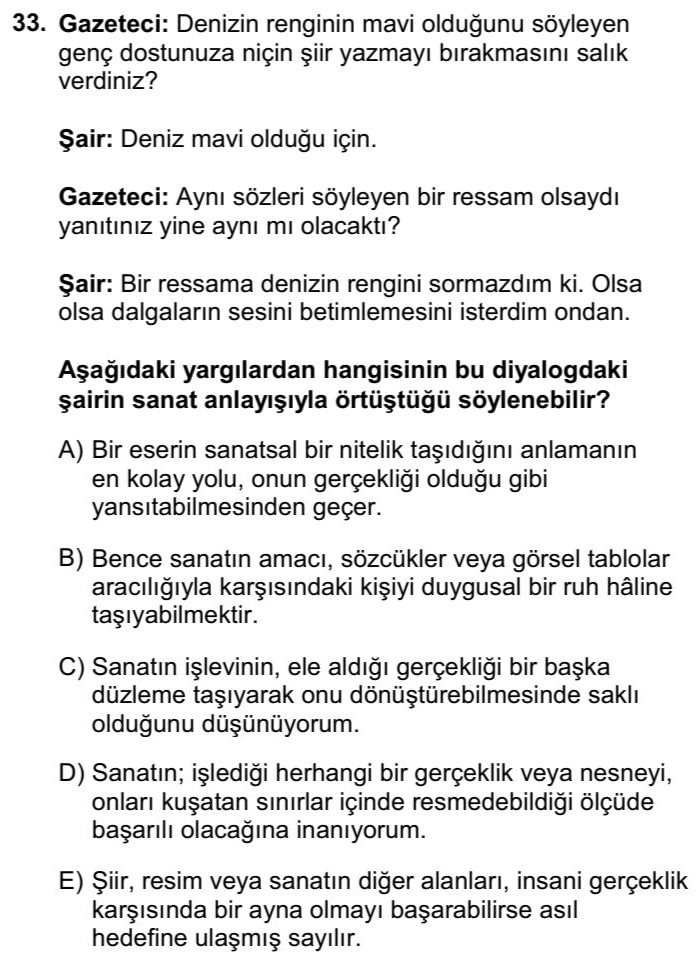 33. Gazeteci: Denizin renginin mavi olduğunu söyleyen
genç dostunuza niçin şiir yazmayı bırakmasını salık
verdiniz?
Şair: Deniz mavi olduğu için.
Gazeteci: Aynı sözleri söyleyen bir ressam olsaydı
yanıtınız yine aynı mı olacaktı?
Şair: Bir ressama denizin rengini sormazdım ki. Olsa
olsa dalgaların sesini betimlemesini isterdim ondan.
Aşağıdaki yargılardan hangisinin bu diyalogdaki
şairin sanat anlayışıyla örtüştüğü söylenebilir?
A) Bir eserin sanatsal bir nitelik taşıdığını anlamanın
en kolay yolu, onun gerçekliği olduğu gibi
yansıtabilmesinden geçer.
B) Bence sanatın amacı, sözcükler veya görsel tablolar
aracılığıyla karşısındaki kişiyi duygusal bir ruh hâline
taşıyabilmektir.
C) Sanatın işlevinin, ele aldığı gerçekliği bir başka
düzleme taşıyarak onu dönüştürebilmesinde saklı
olduğunu düşünüyorum.
D) Sanatın; işlediği herhangi bir gerçeklik veya nesneyi,
onları kuşatan sınırlar içinde resmedebildiği ölçüde
başarılı olacağına inanıyorum.
E) Şiir, resim veya sanatın diğer alanları, insani gerçeklik
karşısında bir ayna olmayı başarabilirse asıl
hedefine ulaşmış sayılır.